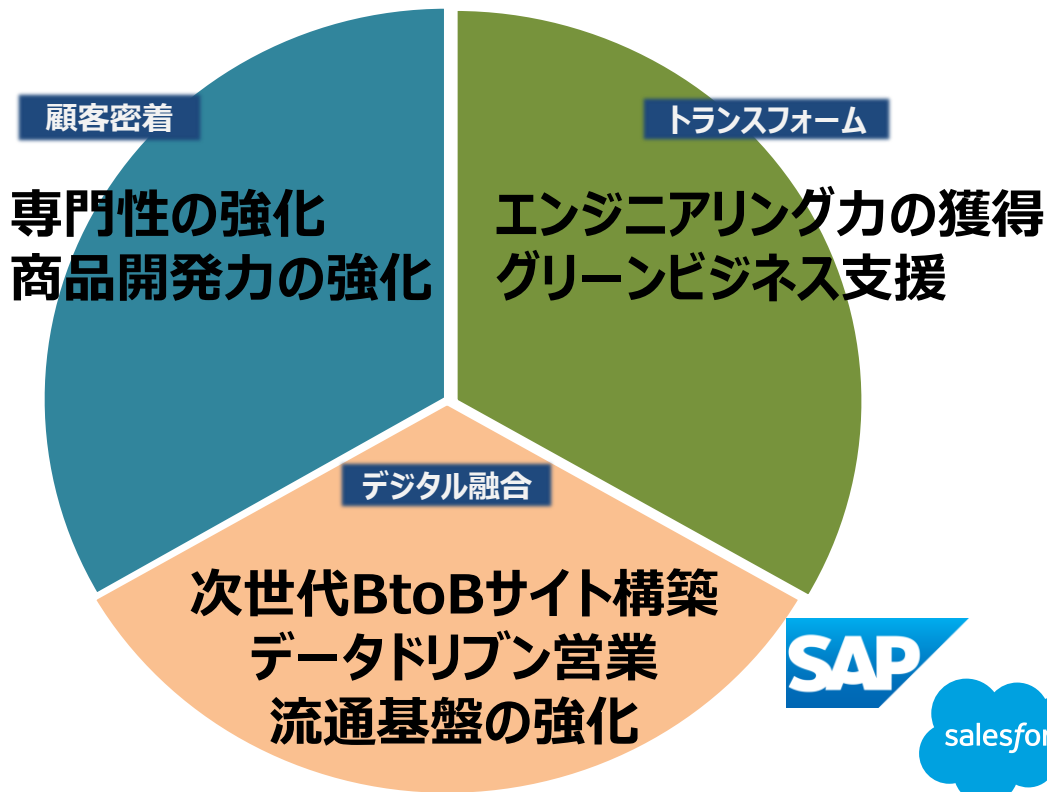 顧客密着
専門性の強化
商品開発力の強化
トランスフォーム
エンジニアリング力の獲得
グリーンビジネス支援
デジタル融合
次世代BtoBサイト構築
データドリブン営業
流通基盤の強化
SAP
salesfor